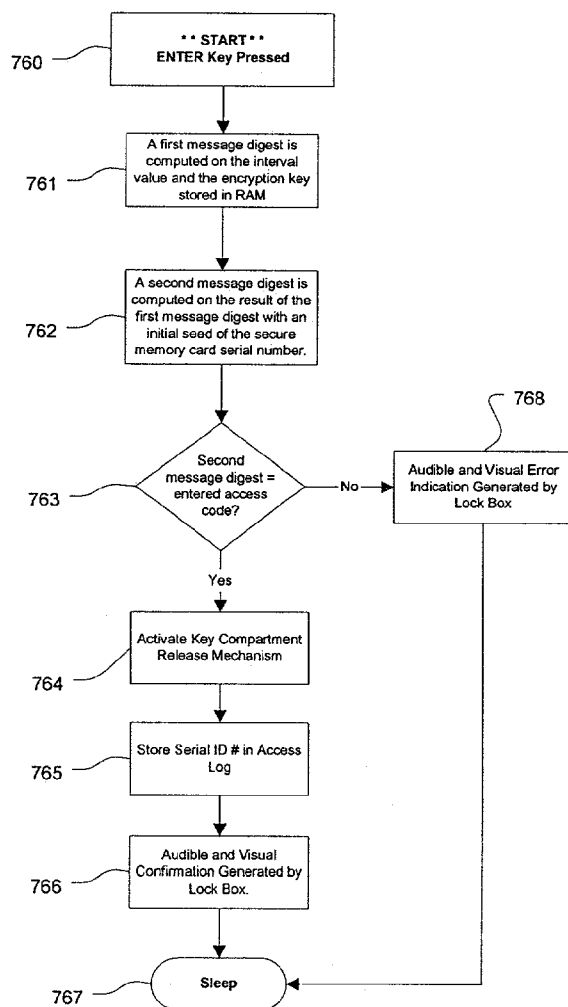 * * START * *
ENTER Key Pressed
760
A first message digest is
computed on the interval
value and the encryption key
stored in RAM
761
A second message digest is
computed on the result of the
first message digest with an
initial seed of the secure
memory card serial number.
762
768
Second
message digest =
entered access
code?
763
No
Audible and Visual Error
Indication Generated by
Lock Box
Yes
Activate Key Compartment
Release Mechanism
764
Store Serial ID # in Access
Log
765
Audible and Visual
Confirmation Generated by
Lock Box.
766
Sleep
767